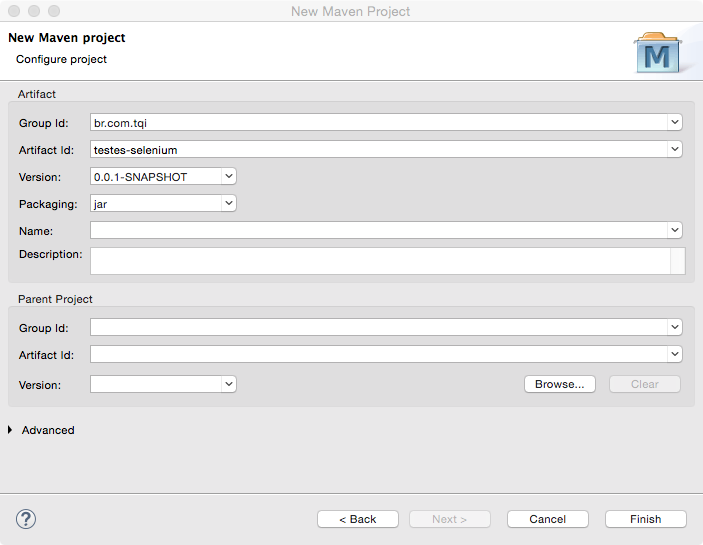 New Maven Project
New Maven project
Configure project
M
Artifact
Group Id: br.com.tqi
Artifact Id: testes-selenium
Version: 0.0.1-SNAPSHOT
Packaging: jar
Name:
Description:
Parent Project
Group Id:
Artifact Id:
Version: Browse... Clear
Advanced
? < Back Next > Cancel Finish